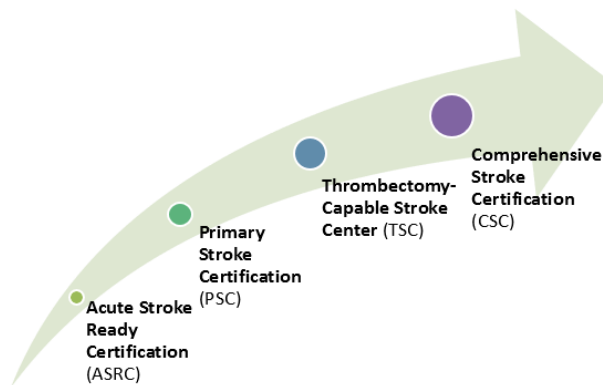 Acute Stroke
Ready
Certification
(ASRC)
Primary
Stroke
Certification
(PSC)
Thrombectomy-
Capable Stroke
Center (TSC)
Comprehensive
Stroke
Certification
(CSC)